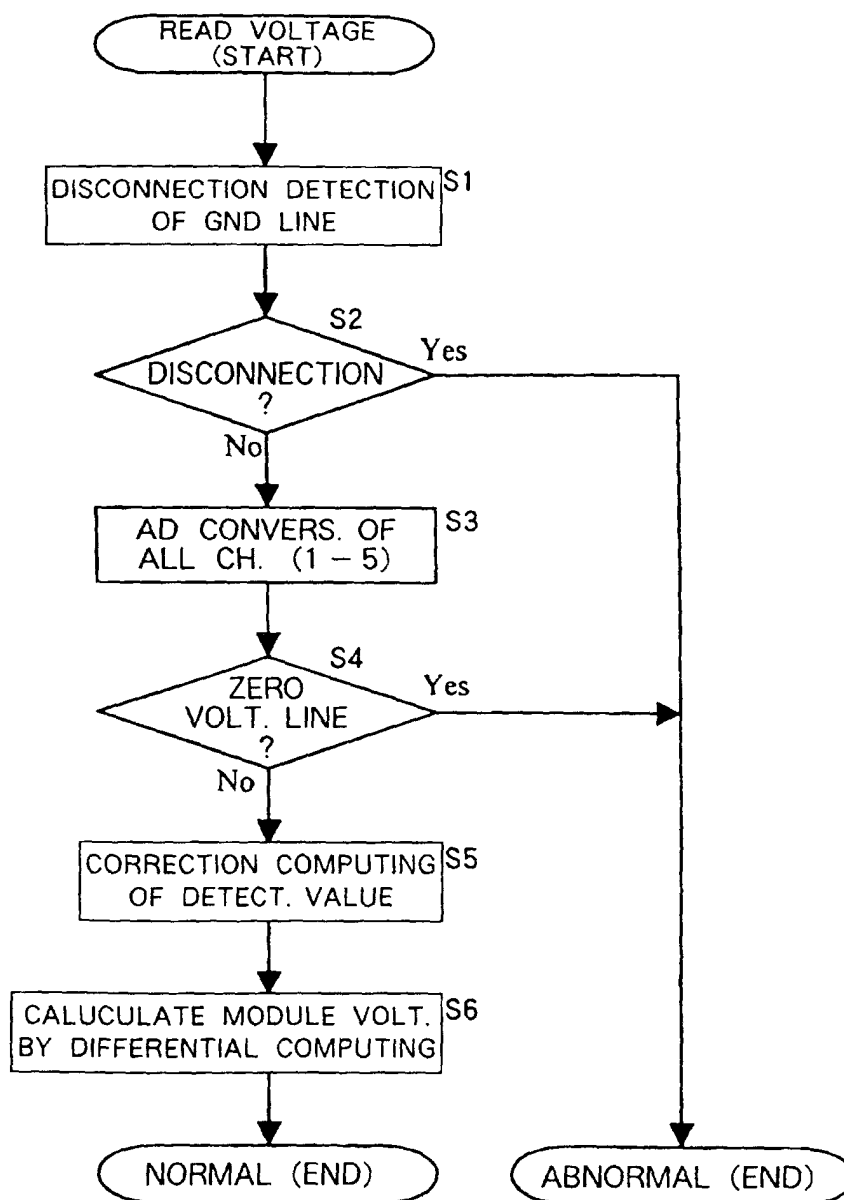 READ VOLTAGE
(START)
DISCONNECTION DETECTION
OF GND LINE
S1
S2
DISCONNECTION
?
Yes
No
AD CONVERS. OF
ALL CH. (1 – 5)
S3
S4
ZERO
VOLT. LINE
?
Yes
No
CORRECTION COMPUTING
OF DETECT. VALUE
S5
CALUCULATE MODULE VOLT.
BY DIFFERENTIAL COMPUTING
S6
NORMAL (END)
ABNORMAL (END)